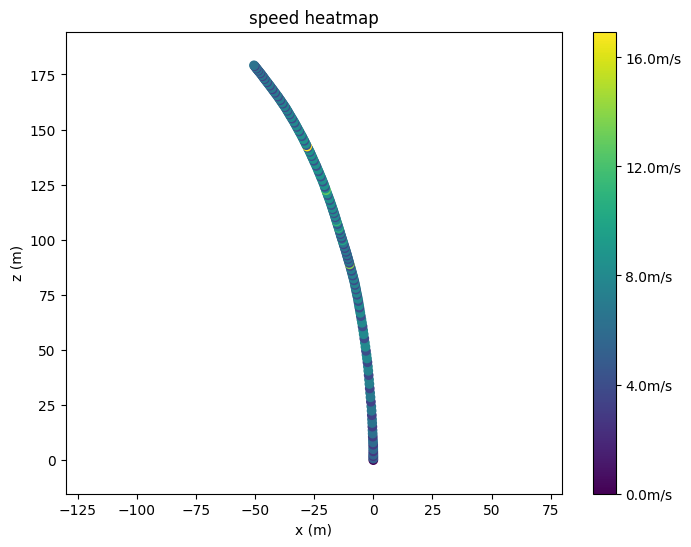 speed heatmap
z (m)
175
150
125
100
75
50
25
0
−125
−100
−75
−50
−25
0
25
50
75
x (m)
16.0m/s
12.0m/s
8.0m/s
4.0m/s
0.0m/s